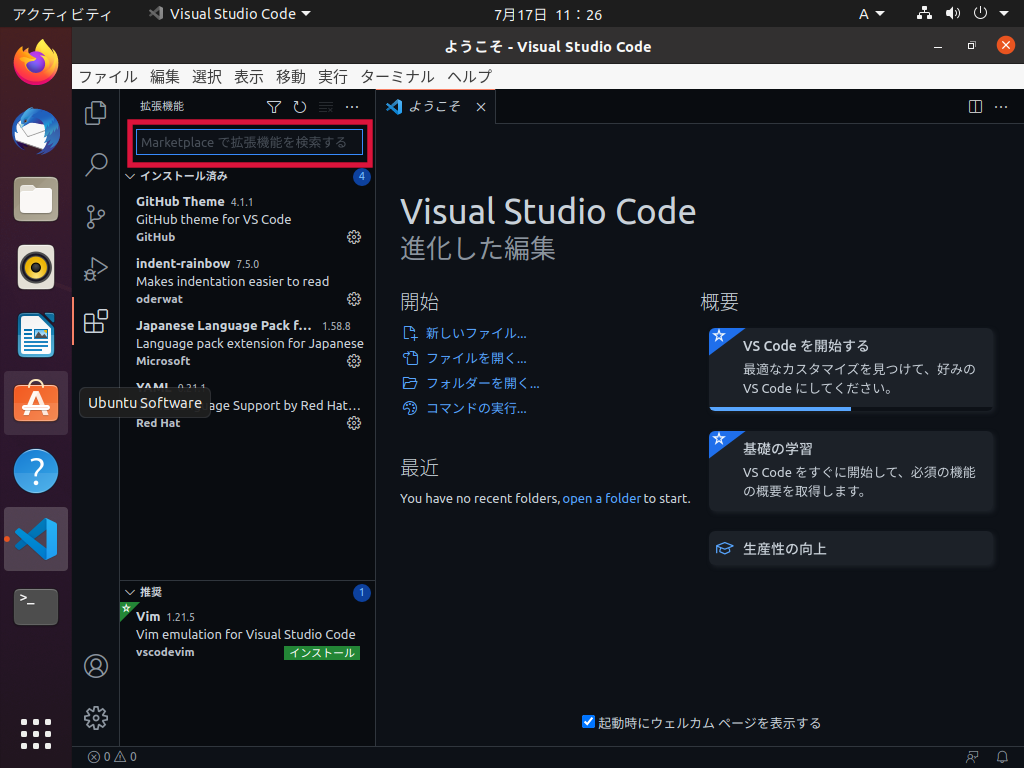 アクティビティ
Visual Studio Code
7月17日 11：26
A
ようこそ - Visual Studio Code
ファイル 編集 選択 表示 移動 実行 ターミナル ヘルプ
拡張機能
ようこそ
Marketplace で拡張機能を検索する
インストール済み 4
GitHub Theme 4.1.1
GitHub theme for VS Code
GitHub
indent-rainbow 7.5.0
Makes indentation easier to read
oderwat
Japanese Language Pack f... 1.58.8
Language pack extension for Japanese
Microsoft
YAML 0.21.1
Ubuntu Software
age Support by Red Hat...
Red Hat
推奨 1
Vim 1.21.5
Vim emulation for Visual Studio Code
vscodevim
インストール
Visual Studio Code
進化した編集
開始
新しいファイル...
ファイルを開く...
フォルダーを開く...
コマンドの実行...
最近
You have no recent folders, open a folder to start.
概要
VS Code を開始する
最適なカスタマイズを見つけて、好みの
VS Code にしてください。
基礎の学習
VS Code をすぐに開始して、必須の機能
の概要を取得します。
生産性の向上
起動時にウェルカム ページを表示する
0 0